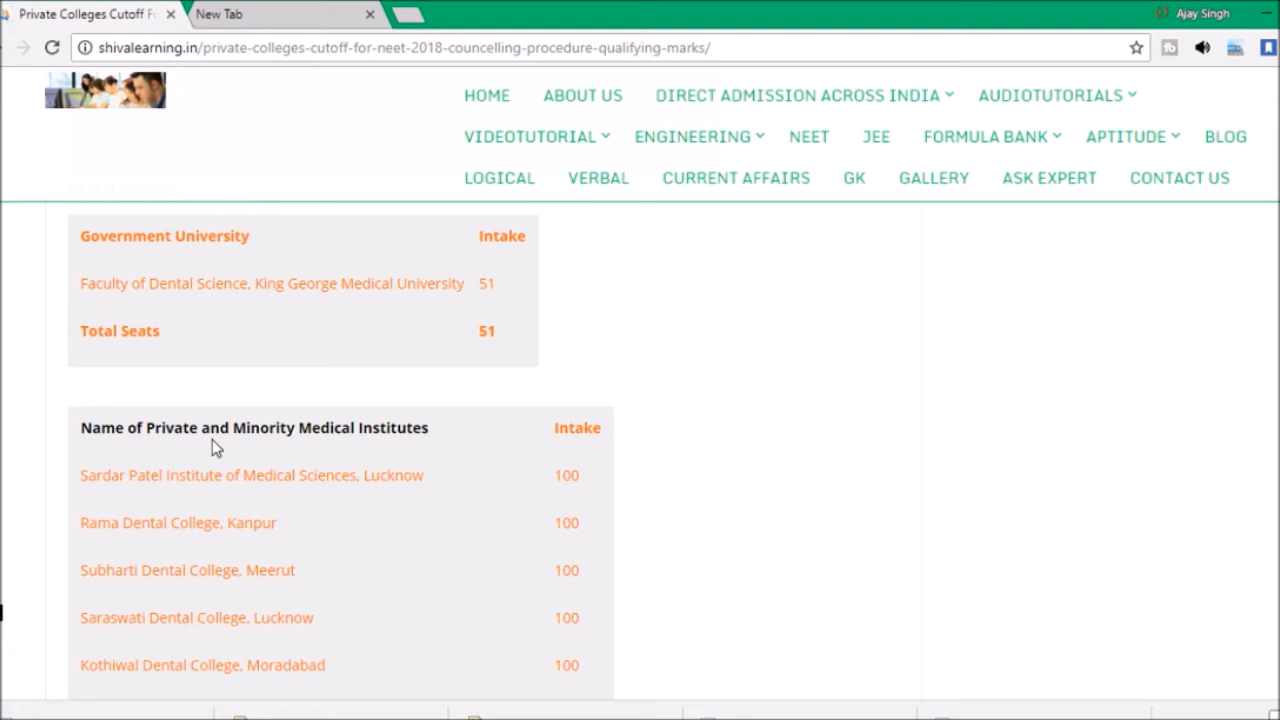 Private Colleges Cutoff Fo
New Tab
Ajay Singh
shivalearning.in/private-colleges-cutoff-for-neet-2018-councelling-procedure-qualifying-marks/
HOME ABOUT US DIRECT ADMISSION ACROSS INDIA AUDIOTUTORIALS
VIDEOTUTORIAL ENGINEERING NEET JEE FORMULA BANK APTITUDE BLOG
LOGICAL VERBAL CURRENT AFFAIRS GK GALLERY ASK EXPERT CONTACT US
Government University Intake
Faculty of Dental Science, King George Medical University 51
Total Seats 51
Name of Private and Minority Medical Institutes Intake
Sardar Patel Institute of Medical Sciences, Lucknow 100
Rama Dental College, Kanpur 100
Subharti Dental College, Meerut 100
Saraswati Dental College, Lucknow 100
Kothiwal Dental College, Moradabad 100